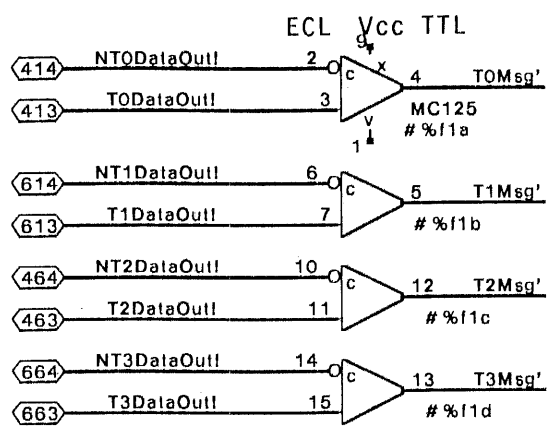 ECL Vcc TTL
9
414 NT0DataOut! 2 c x 4 T0Msg'
413 T0DataOut! 3 v MC125
1 # %f1a
614 NT1DataOut! 6 c 5 T1Msg'
613 T1DataOut! 7 # %f1b
464 NT2DataOut! 10 c 12 T2Msg'
463 T2DataOut! 11 # %f1c
664 NT3DataOut! 14 c 13 T3Msg'
663 T3DataOut! 15 # %f1d